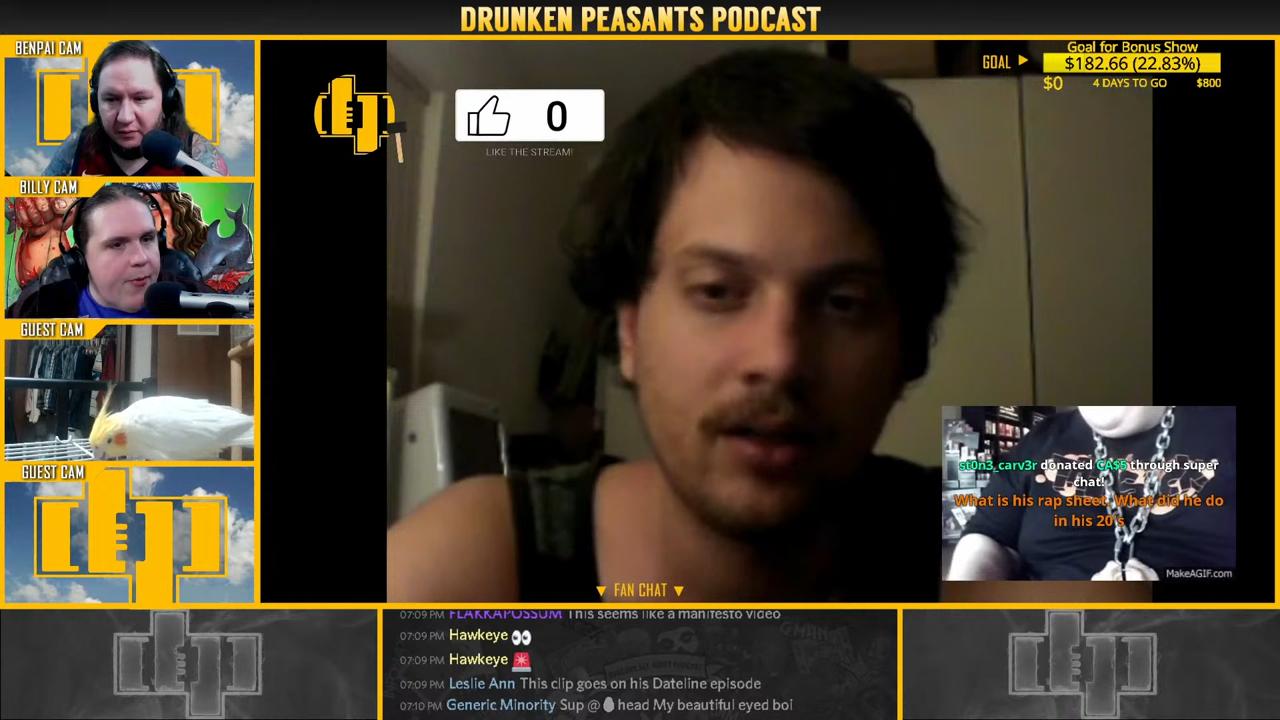 DRUNKEN PEASANTS PODCAST
BENPAI CAM
BILLY CAM
GUEST CAM
GUEST CAM
0
LIKE THE STREAM!
GOAL
Goal for Bonus Show
$182.66 (22.83%)
$0
4 DAYS TO GO
$800
st0n3_carv3r donated CA$5 through super
chat!
What is his rap sheet. What did he do
in his 20's
MakeAGIF.com
▼ FAN CHAT ▼
07:09 PM FLAKKAPOSSUM This seems like a manifesto video
07:09 PM Hawkeye 👀
07:09 PM Hawkeye 🚨
07:09 PM Leslie Ann This clip goes on his Dateline episode
07:10 PM Generic Minority Sup @🥚head My beautiful eyed boi